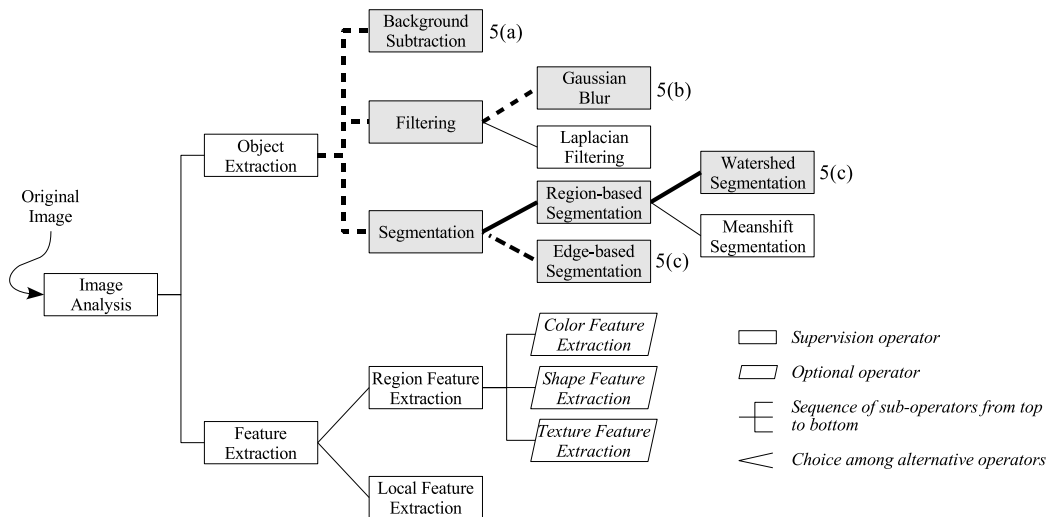 Background
Subtraction
5(a)
Gaussian
Blur
5(b)
Filtering
Laplacian
Filtering
Object
Extraction
Watershed
Segmentation
5(c)
Region-based
Segmentation
Original
Image
Segmentation
Meanshift
Segmentation
Edge-based
Segmentation
5(c)
Image
Analysis
Color Feature
Extraction
Region Feature
Extraction
Shape Feature
Extraction
Feature
Extraction
Texture Feature
Extraction
Local Feature
Extraction
Supervision operator
Optional operator
Sequence of sub-operators from top
to bottom
Choice among alternative operators